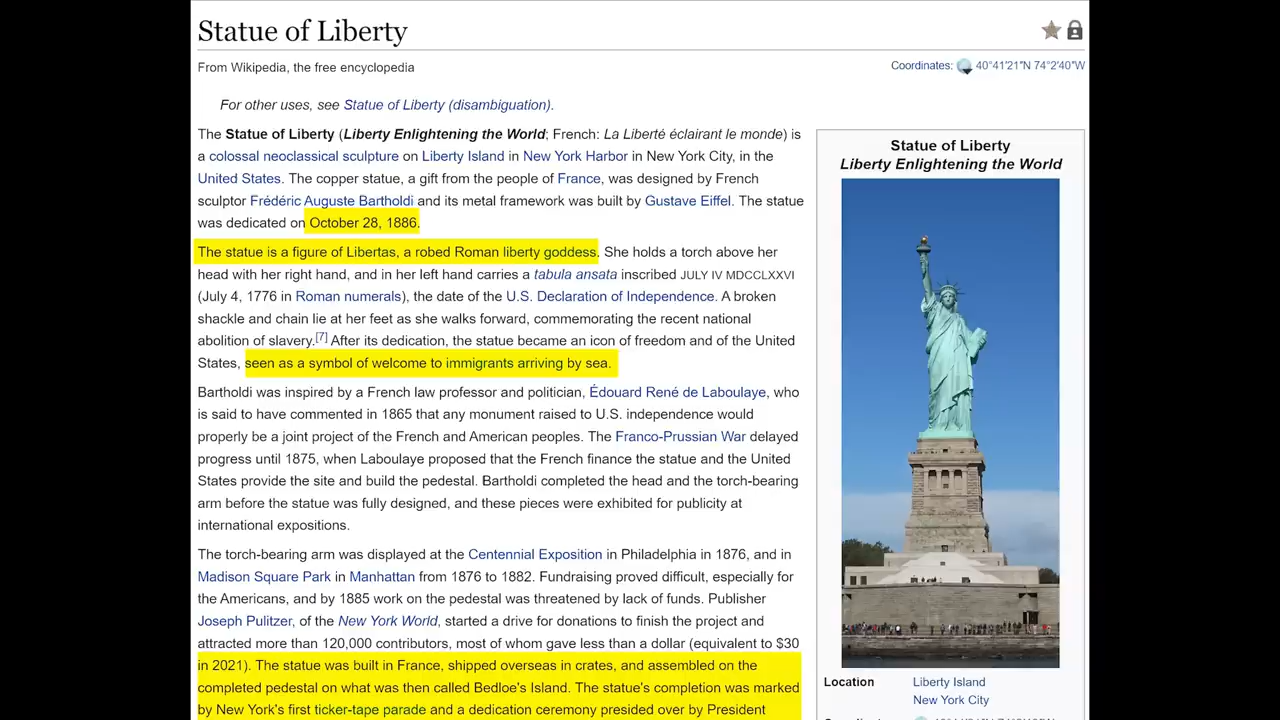 Statue of Liberty
From Wikipedia, the free encyclopedia
Coordinates: 40°41′21″N 74°2′40″W
For other uses, see Statue of Liberty (disambiguation).
The Statue of Liberty (Liberty Enlightening the World; French: La Liberté éclairant le monde) is
a colossal neoclassical sculpture on Liberty Island in New York Harbor in New York City, in the
United States. The copper statue, a gift from the people of France, was designed by French
sculptor Frédéric Auguste Bartholdi and its metal framework was built by Gustave Eiffel. The statue
was dedicated on October 28, 1886.
The statue is a figure of Libertas, a robed Roman liberty goddess. She holds a torch above her
head with her right hand, and in her left hand carries a tabula ansata inscribed JULY IV MDCCLXXVI
(July 4, 1776 in Roman numerals), the date of the U.S. Declaration of Independence. A broken
shackle and chain lie at her feet as she walks forward, commemorating the recent national
abolition of slavery.[7] After its dedication, the statue became an icon of freedom and of the United
States, seen as a symbol of welcome to immigrants arriving by sea.
Bartholdi was inspired by a French law professor and politician, Édouard René de Laboulaye, who
is said to have commented in 1865 that any monument raised to U.S. independence would
properly be a joint project of the French and American peoples. The Franco-Prussian War delayed
progress until 1875, when Laboulaye proposed that the French finance the statue and the United
States provide the site and build the pedestal. Bartholdi completed the head and the torch-bearing
arm before the statue was fully designed, and these pieces were exhibited for publicity at
international expositions.
The torch-bearing arm was displayed at the Centennial Exposition in Philadelphia in 1876, and in
Madison Square Park in Manhattan from 1876 to 1882. Fundraising proved difficult, especially for
the Americans, and by 1885 work on the pedestal was threatened by lack of funds. Publisher
Joseph Pulitzer, of the New York World, started a drive for donations to finish the project and
attracted more than 120,000 contributors, most of whom gave less than a dollar (equivalent to $30
in 2021). The statue was built in France, shipped overseas in crates, and assembled on the
completed pedestal on what was then called Bedloe's Island. The statue's completion was marked
by New York's first ticker-tape parade and a dedication ceremony presided over by President
Statue of Liberty
Liberty Enlightening the World
Location Liberty Island
New York City